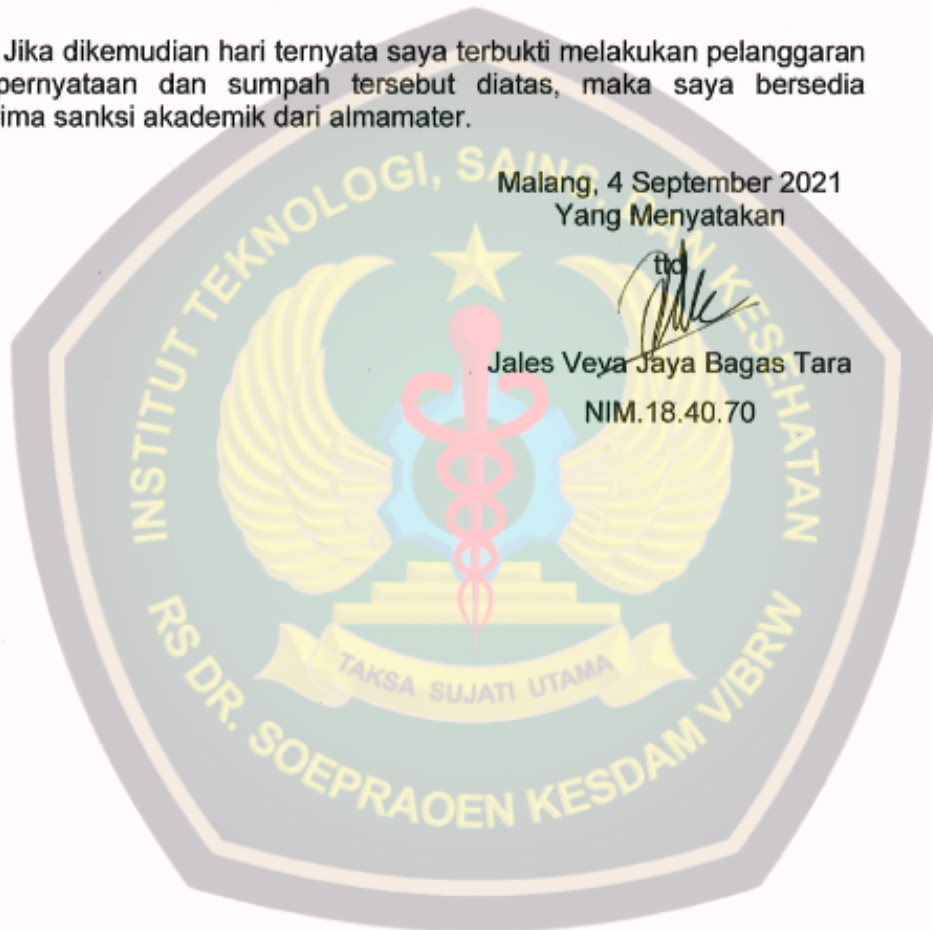 Jika dikemudian hari ternyata saya terbukti melakukan pelanggaran
pernyataan dan sumpah tersebut diatas, maka saya bersedia
rima sanksi akademik dari almamater.
Malang, 4 September 2021
Yang Menyatakan
ttd
Jales Veya Jaya Bagas Tara
NIM.18.40.70
INSTITUT TEKNOLOGI, SAINS, DAN KESEHATAN
TAKSA SUJATI UTAMA
RS DR. SOEPRAOEN KESDAM V/BRW